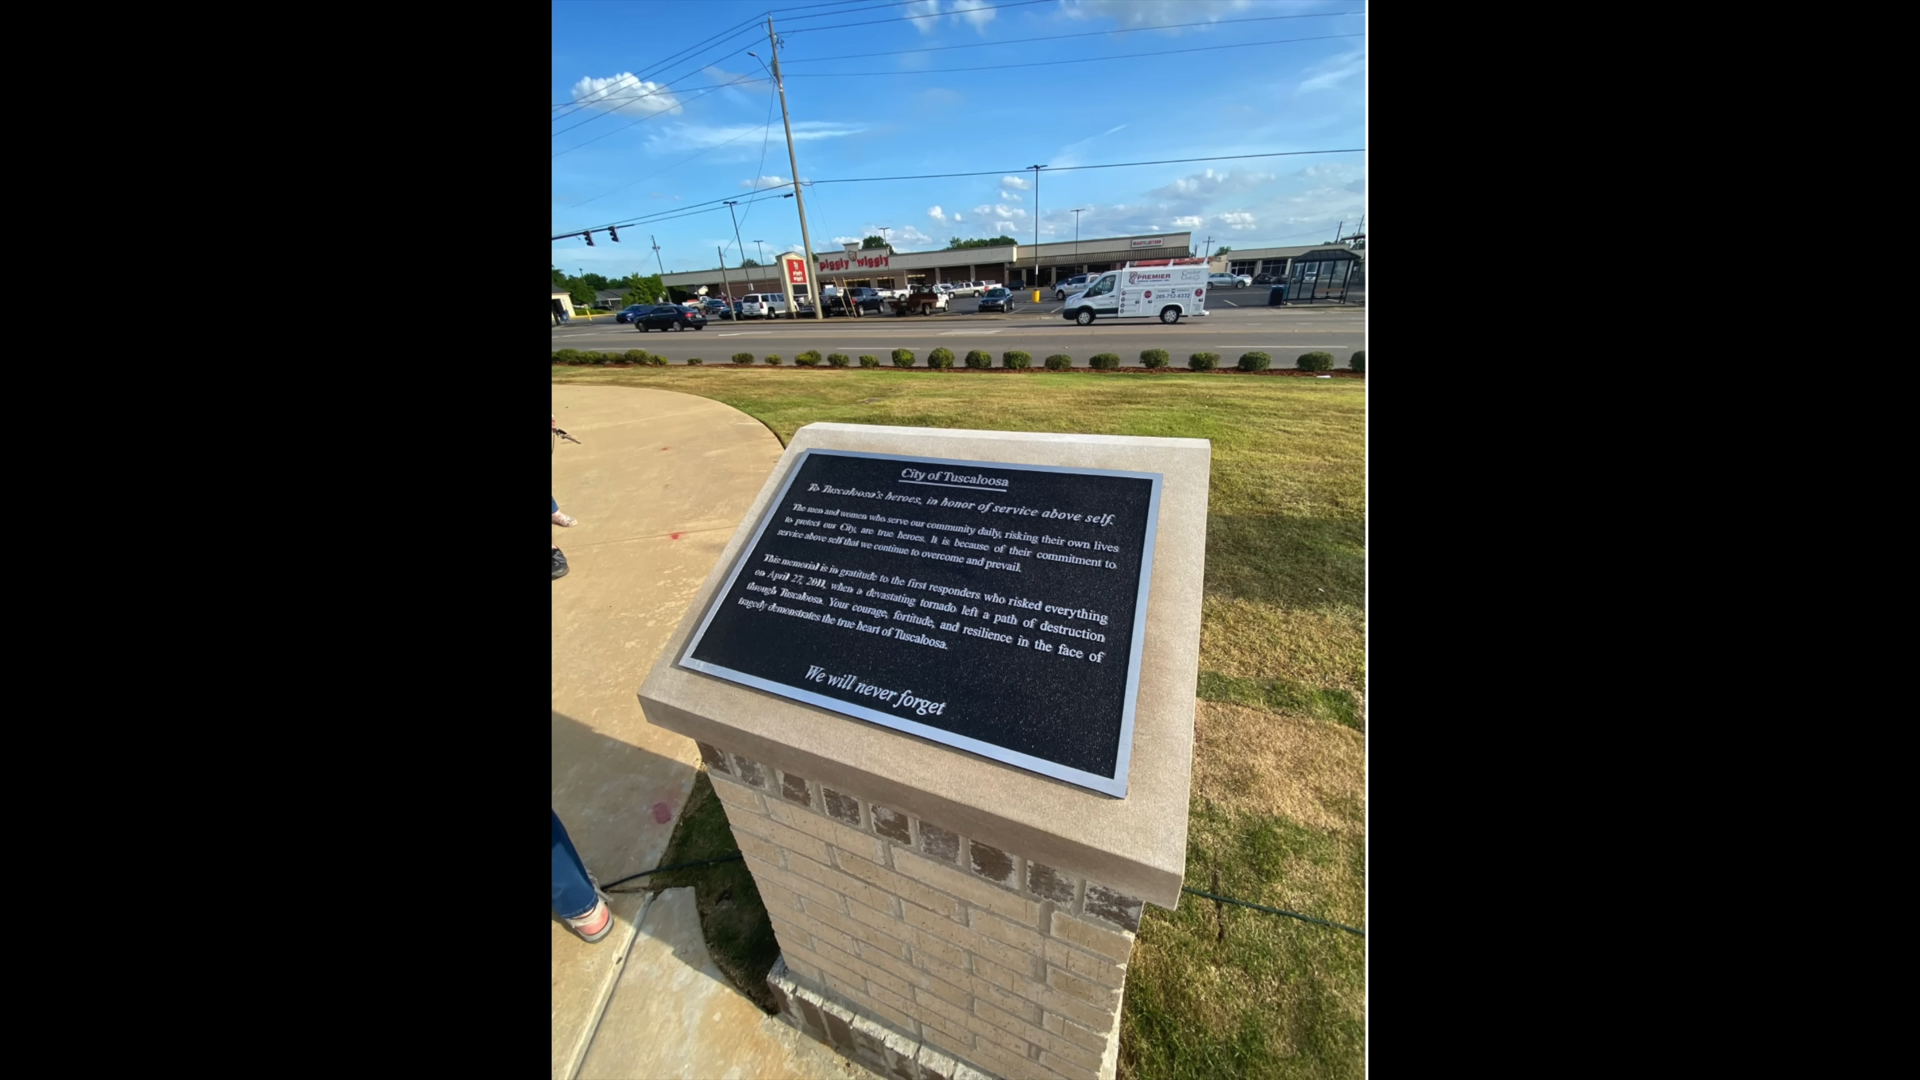 piggly wiggly
PREMIER
205-752-6332
City of Tuscaloosa
To Tuscaloosa's heroes, in honor of service above self.
The men and women who serve our community daily, risking their own lives
to protect our City, are true heroes. It is because of their commitment to
service above self that we continue to overcome and prevail.
This memorial is in gratitude to the first responders who risked everything
on April 27, 2011, when a devastating tornado left a path of destruction
through Tuscaloosa. Your courage, fortitude, and resilience in the face of
tragedy demonstrates the true heart of Tuscaloosa.
We will never forget